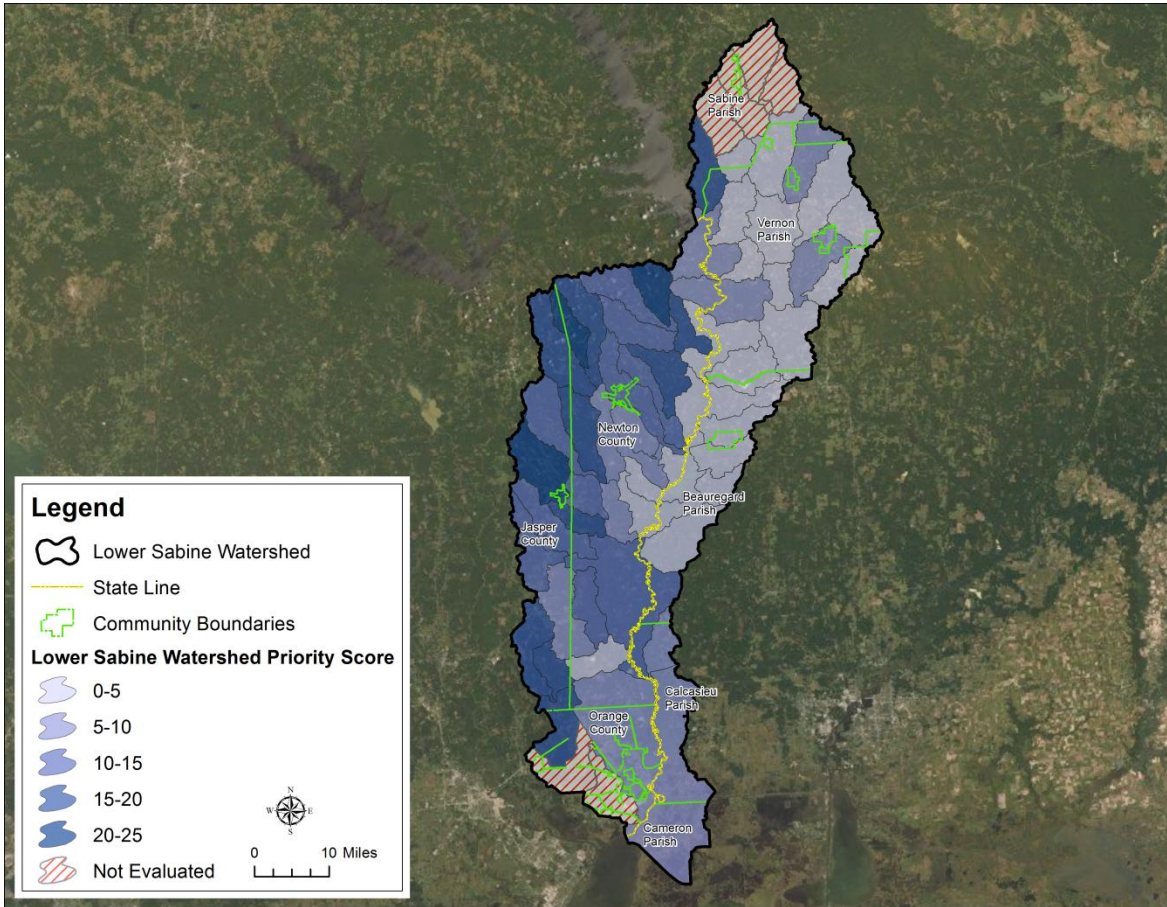 Sabine
Parish
Vernon
Parish
Newton
County
Beauregard
Parish
Jasper
County
Calcasieu
Parish
Orange
County
Cameron
Parish
Legend
Lower Sabine Watershed
State Line
Community Boundaries
Lower Sabine Watershed Priority Score
0-5
5-10
10-15
15-20
20-25
Not Evaluated
N
W E
S
0 10 Miles